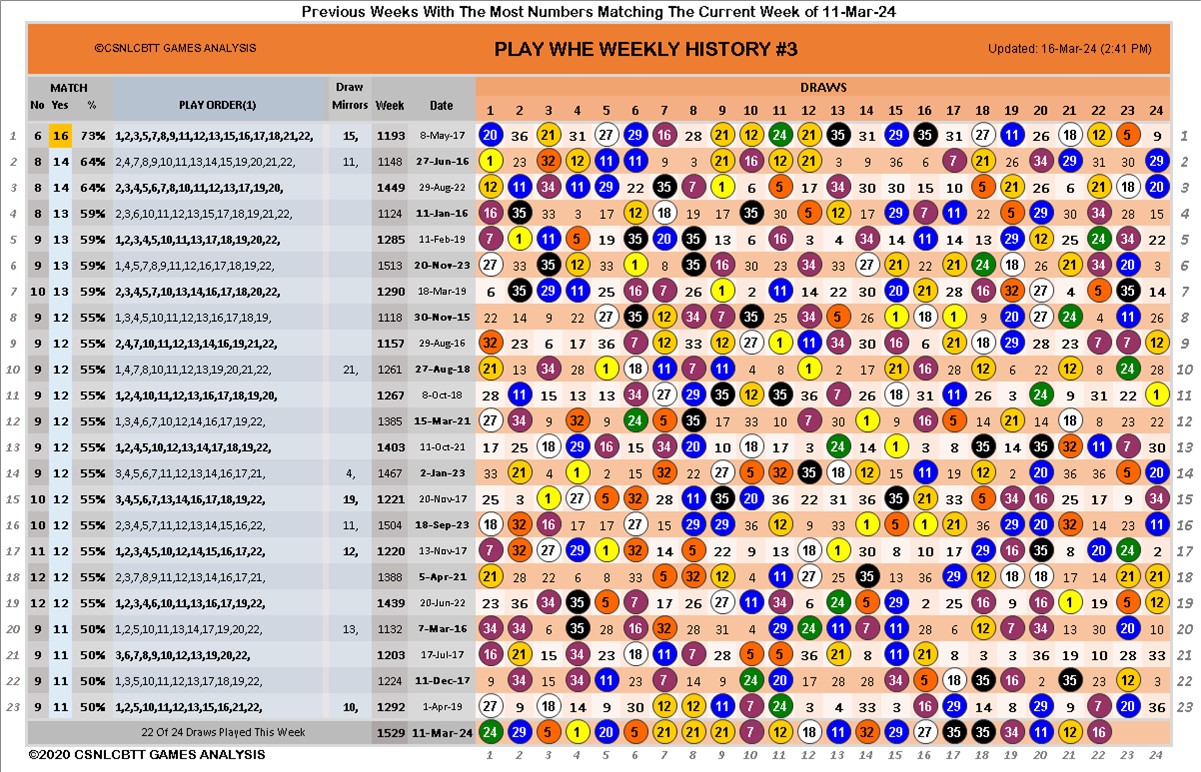 Previous Weeks With The Most Numbers Matching The Current Week of 11-Mar-24
©CSNLCBTT GAMES ANALYSIS PLAY WHE WEEKLY HISTORY #3 Updated: 16-Mar-24 (2:41 PM)
MATCH Draw DRAWS
No Yes % PLAY ORDER(1) Mirrors Week Date 1 2 3 4 5 6 7 8 9 10 11 12 13 14 15 16 17 18 19 20 21 22 23 24
1 6 16 73% 1,2,3,5,7,8,9,11,12,13,15,16,17,18,21,22, 15, 1193 8-May-17 20 36 21 31 27 29 16 28 21 12 24 21 35 31 29 35 31 27 11 26 18 12 5 9 1
2 8 14 64% 2,4,7,8,9,10,11,13,14,15,19,20,21,22, 11, 1148 27-Jun-16 1 23 32 12 11 11 9 3 21 16 12 21 3 9 36 6 7 21 26 34 29 31 30 29 2
3 8 14 64% 2,3,4,5,6,7,8,10,11,12,13,17,19,20, 1449 29-Aug-22 12 11 34 11 29 22 35 7 1 6 5 17 34 30 30 15 10 5 21 26 6 21 18 20 3
4 8 13 59% 2,3,6,10,11,12,13,15,17,18,19,21,22, 1124 11-Jan-16 16 35 33 3 17 12 18 19 17 35 30 5 12 17 29 7 11 22 5 29 22 34 28 15 4
5 9 13 59% 1,2,3,4,5,10,11,13,17,18,19,20,22, 1285 11-Feb-19 7 1 11 5 19 35 20 35 13 6 16 3 4 34 14 11 14 13 29 12 25 24 34 22 5
6 9 13 59% 1,4,5,7,8,9,11,12,16,17,18,19,22, 1513 20-Nov-23 27 33 35 12 33 1 8 35 16 30 23 34 33 27 21 22 21 24 18 26 21 34 20 3 6
7 10 13 59% 2,3,4,5,7,10,13,14,16,17,18,20,22, 1290 18-Mar-19 6 35 29 11 25 16 7 26 1 2 11 14 22 30 20 21 28 16 32 27 4 5 35 14 7
8 9 12 55% 1,3,4,5,10,11,12,13,16,17,18,19, 1118 30-Nov-15 22 14 9 22 27 35 12 34 7 35 25 34 5 26 1 18 1 9 20 27 24 4 11 26 8
9 9 12 55% 2,4,7,10,11,12,13,14,16,19,21,22, 1157 29-Aug-16 32 23 6 17 36 7 12 33 12 27 1 11 34 30 16 6 21 18 29 28 23 7 7 12 9
10 9 12 55% 1,4,7,8,10,11,13,15,19,20,21,22, 21, 1261 27-Aug-18 21 13 34 28 1 18 11 7 11 4 8 1 2 17 21 16 28 12 6 22 12 8 24 28 10
11 9 12 55% 1,2,4,10,11,12,13,16,17,18,19,20, 1267 8-Oct-18 28 11 15 13 13 34 27 29 35 12 35 36 7 26 18 31 11 26 3 24 9 31 22 1 11
12 9 12 55% 1,3,4,6,7,10,12,14,16,17,19,22, 1385 15-Mar-21 27 34 9 32 9 24 5 35 17 33 10 7 30 1 9 16 5 14 21 14 18 2 28 22 12
13 9 12 55% 1,2,4,5,10,12,13,14,17,18,19,22, 1403 11-Oct-21 17 25 18 29 16 15 34 20 10 18 17 13 24 14 1 3 8 35 14 35 32 11 7 30 13
14 9 12 55% 3,5,6,7,11,12,13,14,16,17,21, 4, 1467 2-Jan-23 33 21 4 1 2 17 32 22 27 5 32 35 18 12 15 11 19 12 2 20 36 36 5 20 14
15 10 12 55% 3,4,5,6,7,13,14,16,17,18,19,22, 19, 1221 20-Nov-17 25 3 1 27 5 32 28 11 35 20 36 22 31 36 35 21 33 5 34 16 25 17 9 34 15
16 10 12 55% 2,3,4,5,7,11,12,13,14,15,16,22, 11, 1504 18-Sep-23 18 32 16 17 17 27 15 29 29 36 12 9 33 1 5 1 21 36 29 20 32 14 23 11 16
17 11 12 55% 1,2,3,4,5,10,12,14,15,16,17,22, 12, 1220 13-Nov-17 7 32 27 29 1 32 14 5 22 9 13 18 1 30 8 10 8 29 16 35 8 20 24 2 17
18 12 12 55% 2,3,7,8,9,11,12,13,14,16,17,21, 1388 5-Apr-21 21 28 22 6 8 33 5 32 12 4 11 27 25 35 13 36 29 12 18 18 17 14 21 21 18
19 12 12 55% 1,2,3,4,6,10,11,13,16,17,19,22, 1439 20-Jun-22 23 36 34 35 5 7 17 26 27 11 34 6 24 5 29 2 25 16 9 16 1 19 5 12 19
20 9 11 50% 1,2,5,10,11,13,14,17,19,20,22, 13, 1132 7-Mar-16 34 34 6 35 28 16 32 28 31 4 29 24 11 7 11 28 6 12 7 34 13 30 20 10 20
21 9 11 50% 3,6,7,8,9,10,12,13,19,20,22, 1203 17-Jul-17 16 21 15 34 23 18 11 7 28 5 5 36 21 8 11 21 8 3 3 36 19 10 28 33 21
22 9 11 50% 1,3,5,10,11,12,13,17,18,19,22, 1224 11-Dec-17 9 34 15 34 11 23 7 14 9 24 20 17 28 28 34 16 5 18 35 16 2 35 23 12 3 22
23 9 11 50% 1,2,5,10,11,12,13,15,16,21,22, 10, 1292 1-Apr-19 27 9 18 14 9 30 12 12 11 7 24 3 4 33 3 16 29 14 8 29 23 7 20 36 23
22 Of 24 Draws Played This Week 1529 11-Mar-24 24 29 5 1 20 5 21 21 21 7 12 18 11 32 29 27 35 35 34 11 12 16
©2020 CSNLCBTT GAMES ANALYSIS 1 2 3 4 5 6 7 8 9 10 11 12 13 14 15 16 17 18 19 20 21 22 23 24